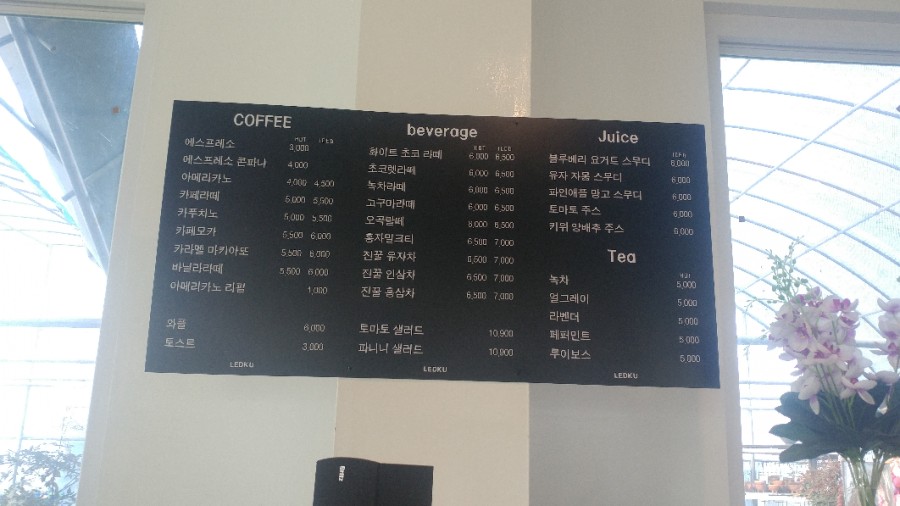 COFFEE
HOT ICED
에스프레소 3,000
에스프레소 콘파냐 4,000
아메리카노 4,000 4,500
카페라떼 5,000 5,500
카푸치노 5,000 5,500
카페모카 5,500 6,000
카라멜 마키아또 5,500 6,000
바닐라라떼 5,500 6,000
아메리카노 리필 1,000
와플 6,000
토스트 3,000
LEDKU
beverage
HOT ICED
화이트 초코 라떼 6,000 6,500
초코렛라떼 6,000 6,500
녹차라떼 6,000 6,500
고구마라떼 6,000 6,500
오곡랕떼 6,000 6,500
홍차밀크티 6,500 7,000
진꿀 유자차 6,500 7,000
진꿀 인삼차 6,500 7,000
진꿀 홍삼차 6,500 7,000
토마토 샐러드 10,900
파니니 샐러드 10,900
LEDKU
Juice
블루베리 요거트 스무디 6,000
유자 자몽 스무디 6,000
파인애플 망고 스무디 6,000
토마토 주스 6,000
키위 양배추 주스 6,000
Tea
HOT
녹차 5,000
얼그레이 5,000
라벤더 5,000
페퍼민트 5,000
루이보스 5,000
LEDKU